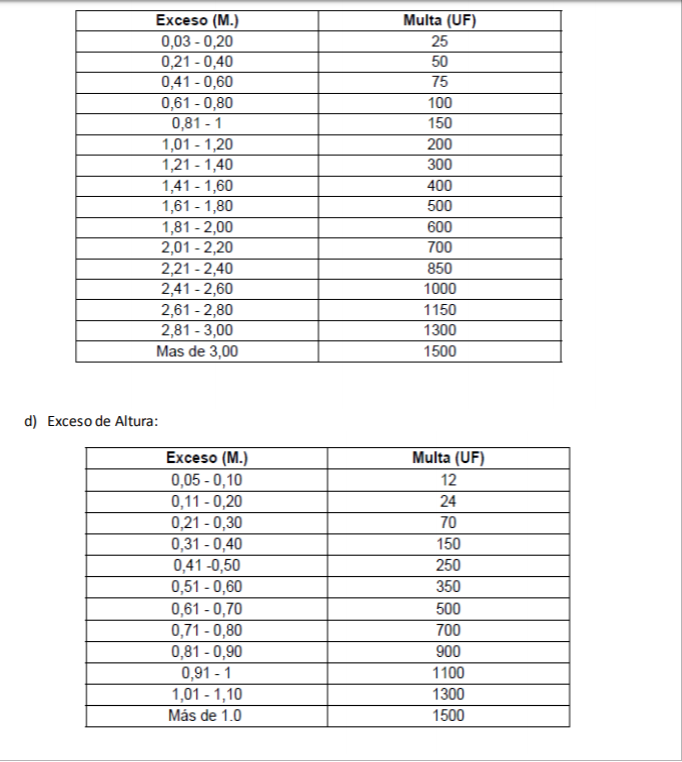 Exceso (M.) Multa (UF)
0,03 - 0,20 25
0,21 - 0,40 50
0,41 - 0,60 75
0,61 - 0,80 100
0,81 - 1 150
1,01 - 1,20 200
1,21 - 1,40 300
1,41 - 1,60 400
1,61 - 1,80 500
1,81 - 2,00 600
2,01 - 2,20 700
2,21 - 2,40 850
2,41 - 2,60 1000
2,61 - 2,80 1150
2,81 - 3,00 1300
Mas de 3,00 1500
d) Exceso de Altura:
Exceso (M.) Multa (UF)
0,05 - 0,10 12
0,11 - 0,20 24
0,21 - 0,30 70
0,31 - 0,40 150
0,41 -0,50 250
0,51 - 0,60 350
0,61 - 0,70 500
0,71 - 0,80 700
0,81 - 0,90 900
0,91 - 1 1100
1,01 - 1,10 1300
Más de 1.0 1500